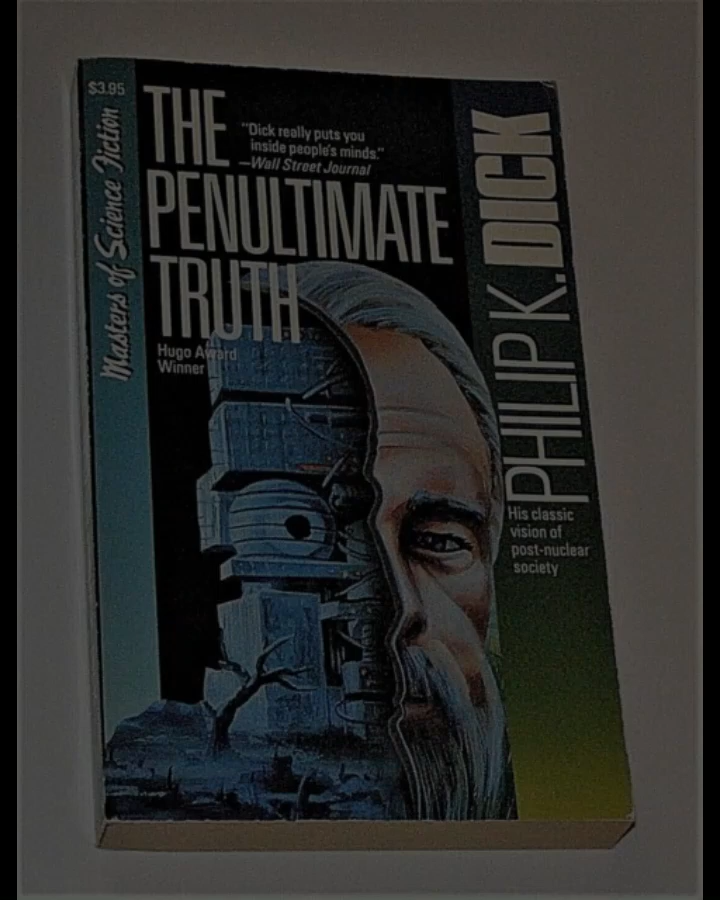 $3.95
Masters of Science Fiction
THE
PENULTIMATE
TRUTH
"Dick really puts you
inside people's minds."
—Wall Street Journal
Hugo Award
Winner
PHILIP K. DICK
His classic
vision of
post-nuclear
society